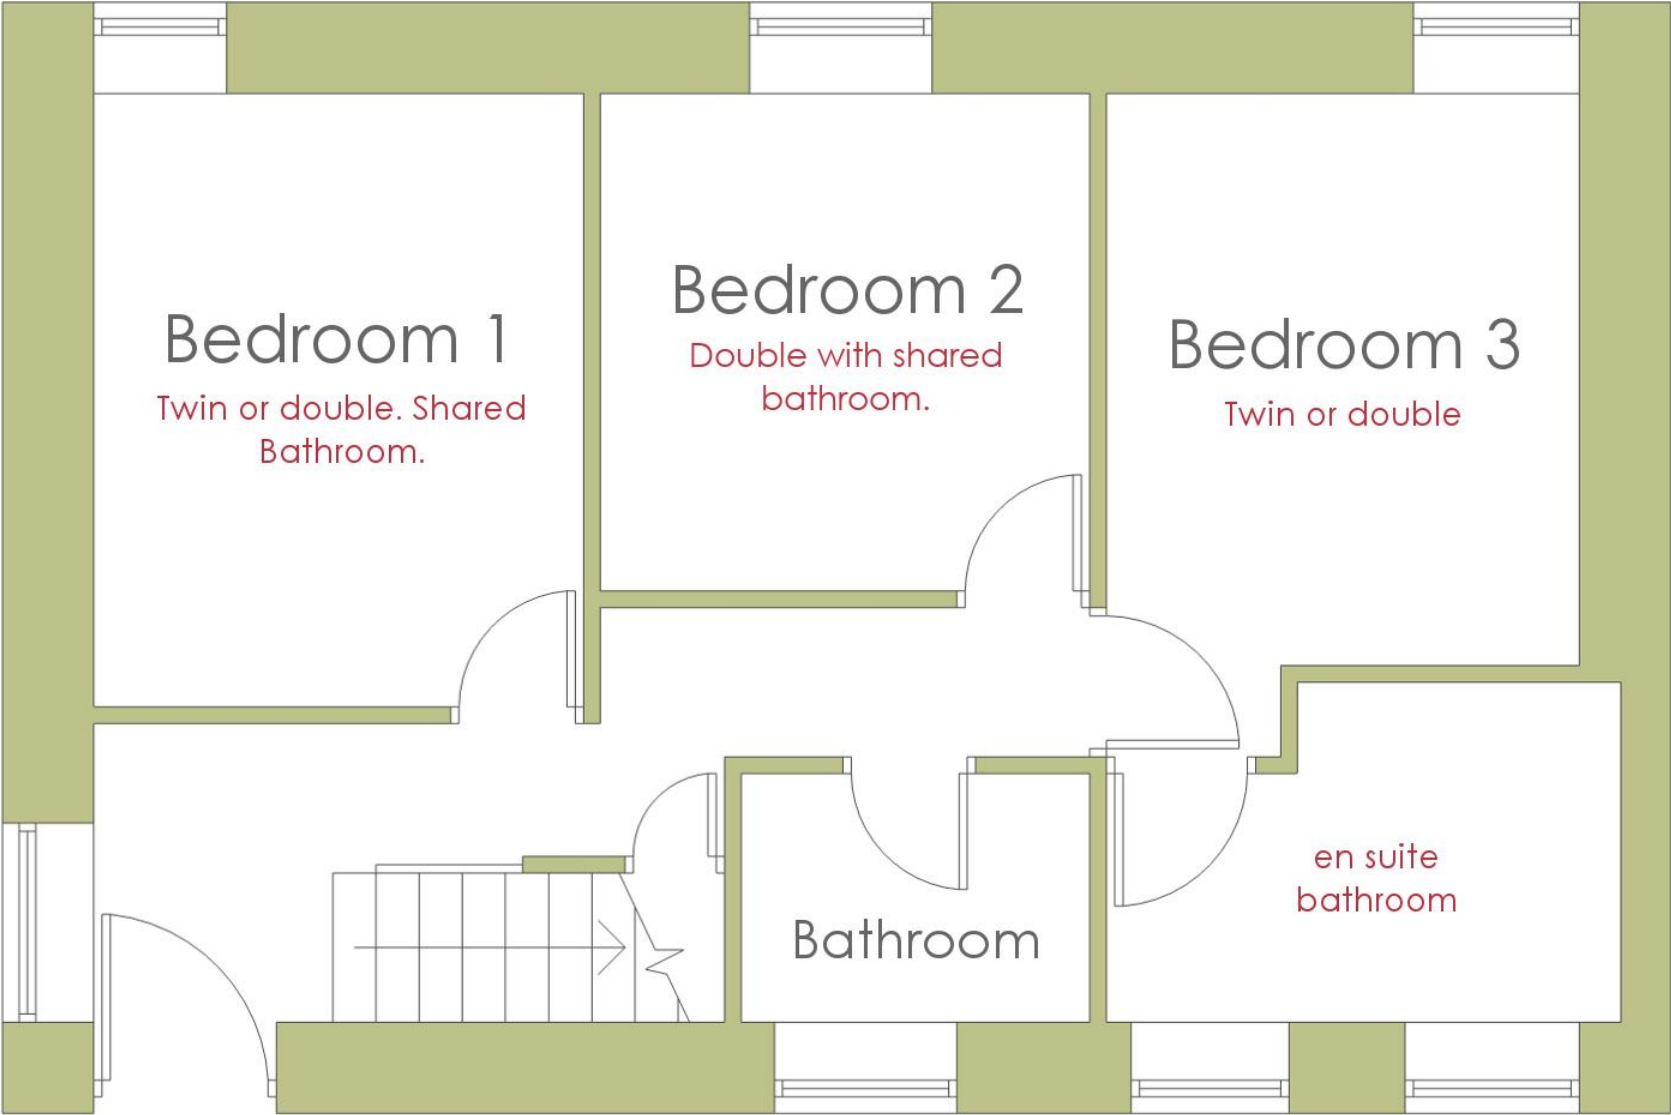 Bedroom 1
Twin or double. Shared
Bathroom.
Bedroom 2
Double with shared
bathroom.
Bedroom 3
Twin or double
Bathroom
en suite
bathroom